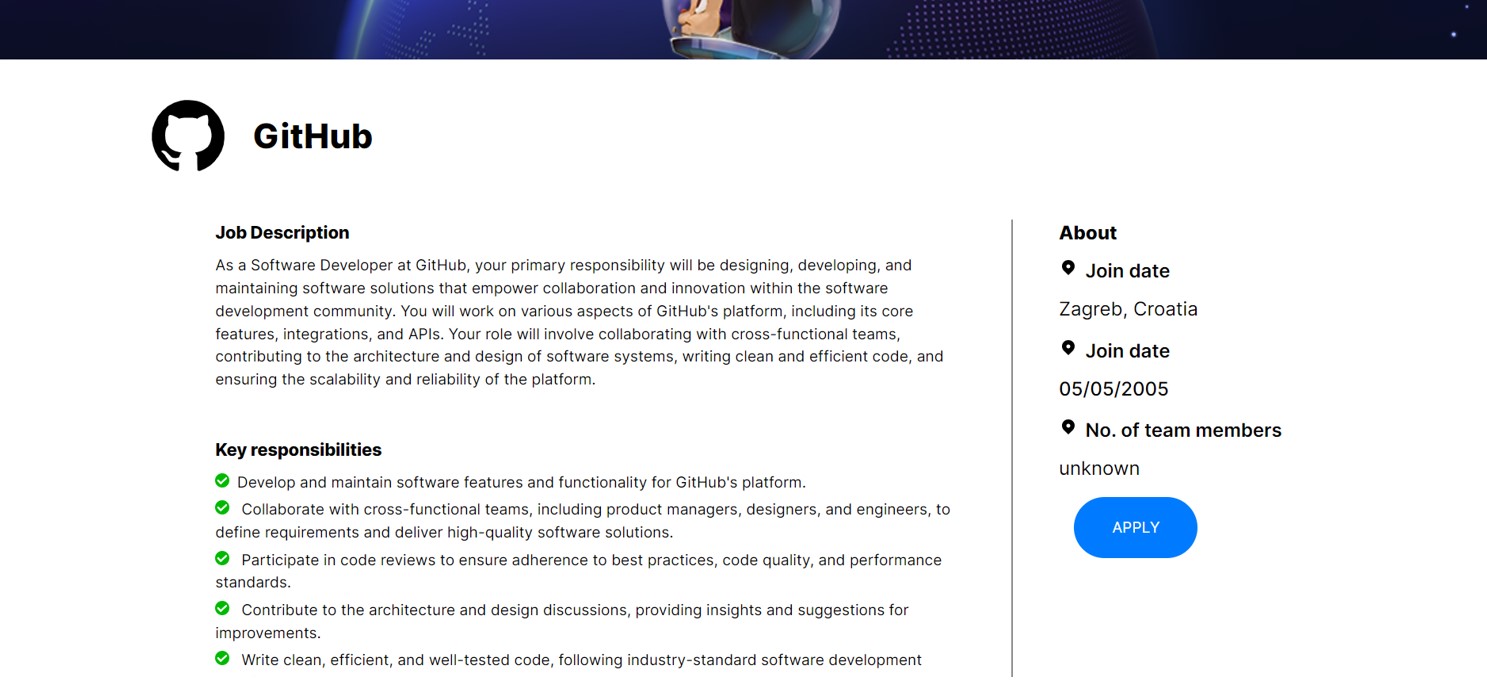 GitHub
Job Description
As a Software Developer at GitHub, your primary responsibility will be designing, developing, and
maintaining software solutions that empower collaboration and innovation within the software
development community. You will work on various aspects of GitHub's platform, including its core
features, integrations, and APIs. Your role will involve collaborating with cross-functional teams,
contributing to the architecture and design of software systems, writing clean and efficient code, and
ensuring the scalability and reliability of the platform.
Key responsibilities
Develop and maintain software features and functionality for GitHub's platform.
Collaborate with cross-functional teams, including product managers, designers, and engineers, to
define requirements and deliver high-quality software solutions.
Participate in code reviews to ensure adherence to best practices, code quality, and performance
standards.
Contribute to the architecture and design discussions, providing insights and suggestions for
improvements.
Write clean, efficient, and well-tested code, following industry-standard software development
About
Join date
Zagreb, Croatia
Join date
05/05/2005
No. of team members
unknown
APPLY